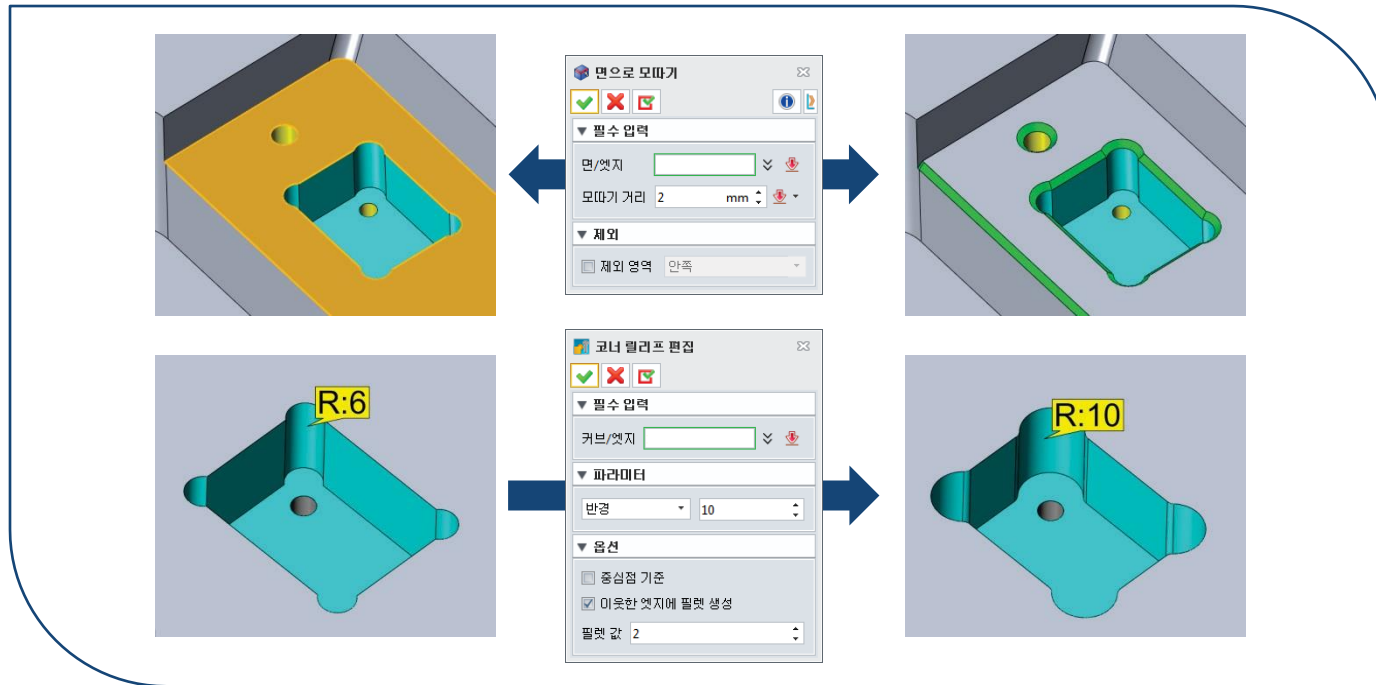 면으로 모따기
필수 입력
면/엣지
모따기 거리 2 mm
제외
제외 영역 안쪽
R:6
코너 릴리프 편집
필수 입력
커브/엣지
파라미터
반경 10
옵션
중심점 기준
이웃한 엣지에 필렛 생성
필렛 값 2
R:10